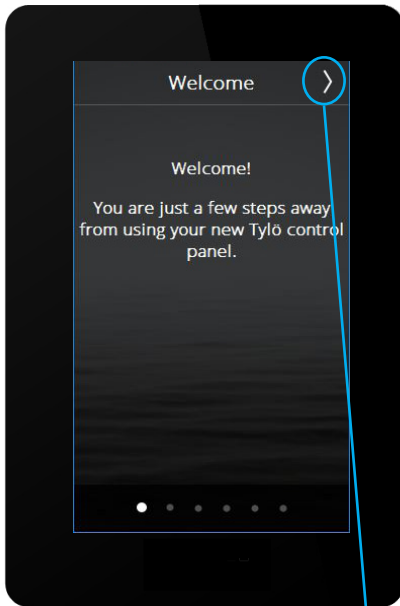 Welcome
Welcome!
You are just a few steps away
from using your new Tylö control
panel.